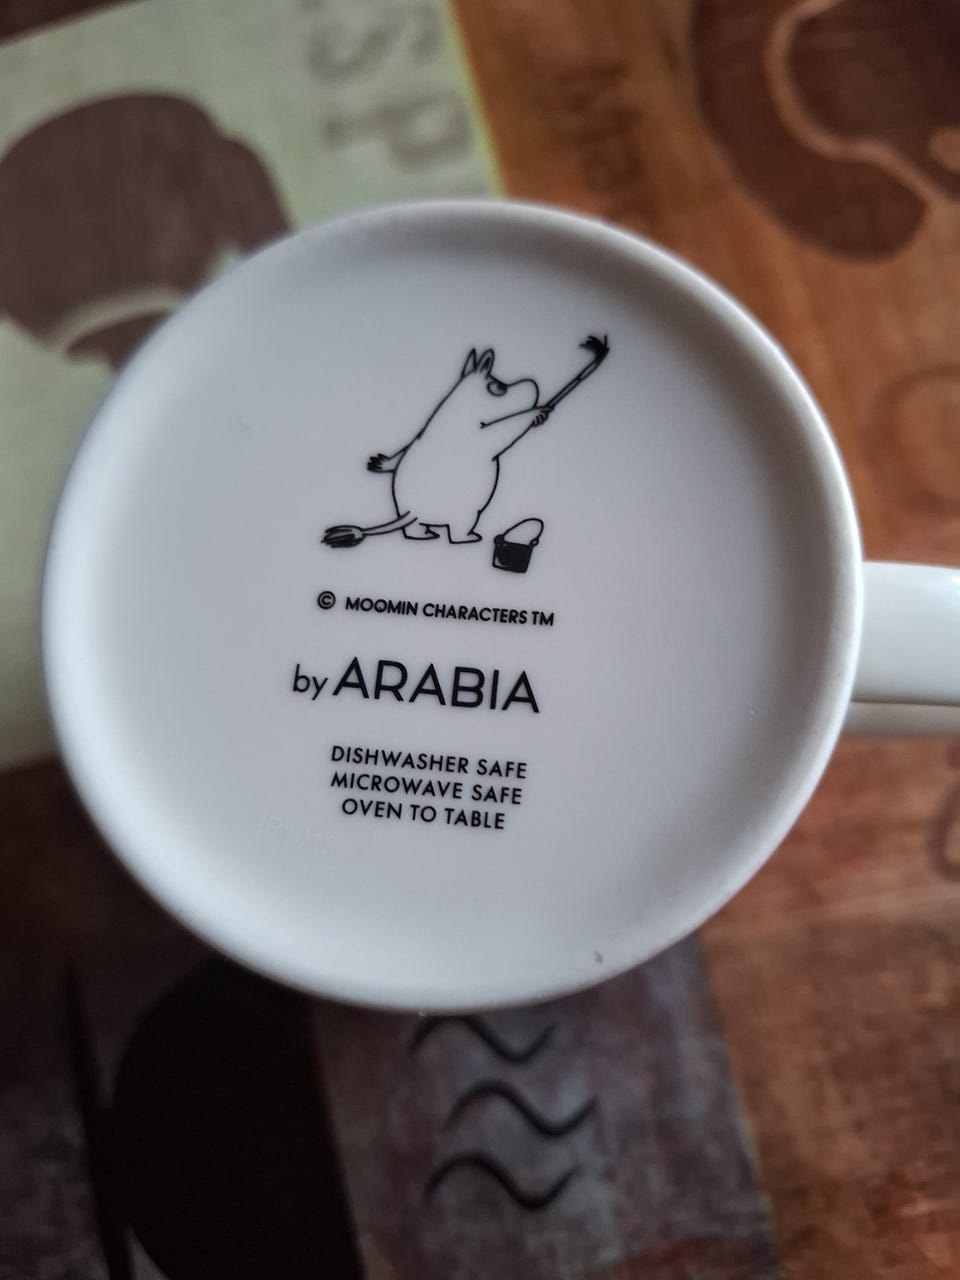 © MOOMIN CHARACTERS TM
by ARABIA
DISHWASHER SAFE
MICROWAVE SAFE
OVEN TO TABLE